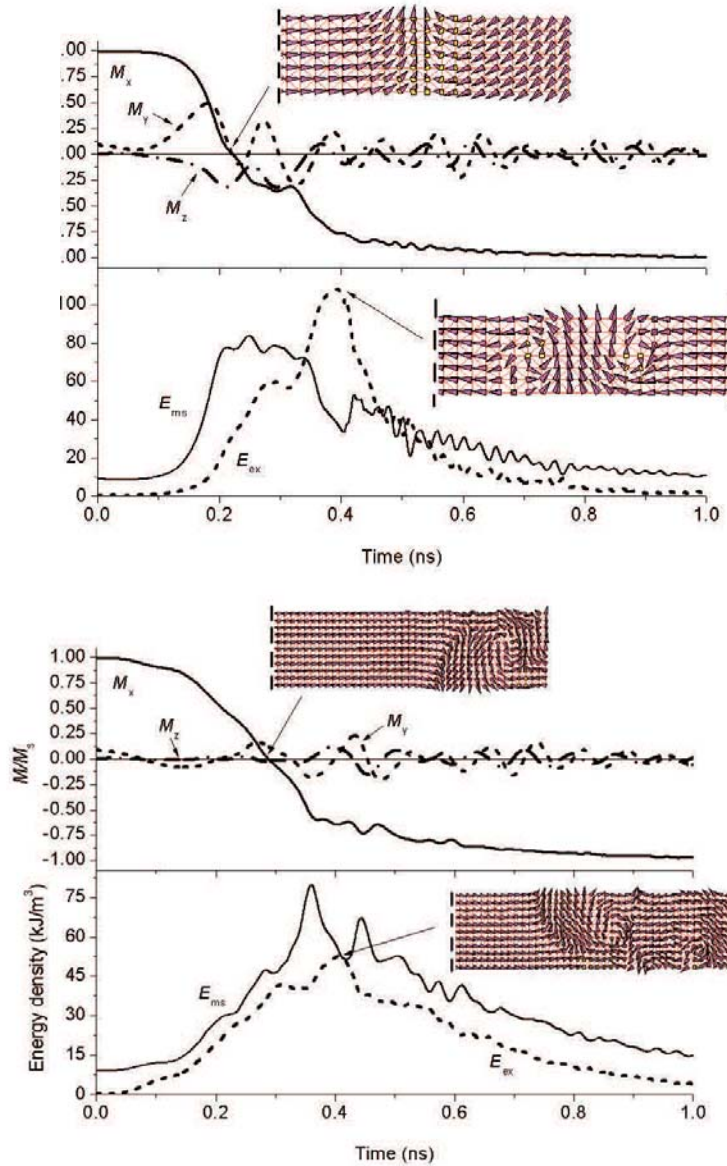 .00
.75
.50
.25
.00
.25
.50
.75
.00
Mx
My
Mz
100
80
60
40
20
0
Ems
Eex
0.0 0.2 0.4 0.6 0.8 1.0
Time (ns)
M/Ms
1.00
0.75
0.50
0.25
0.00
-0.25
-0.50
-0.75
-1.00
Mx
Mz
My
Energy density (kJ/m³)
75
60
45
30
15
0
Ems
Eex
0.0 0.2 0.4 0.6 0.8 1.0
Time (ns)